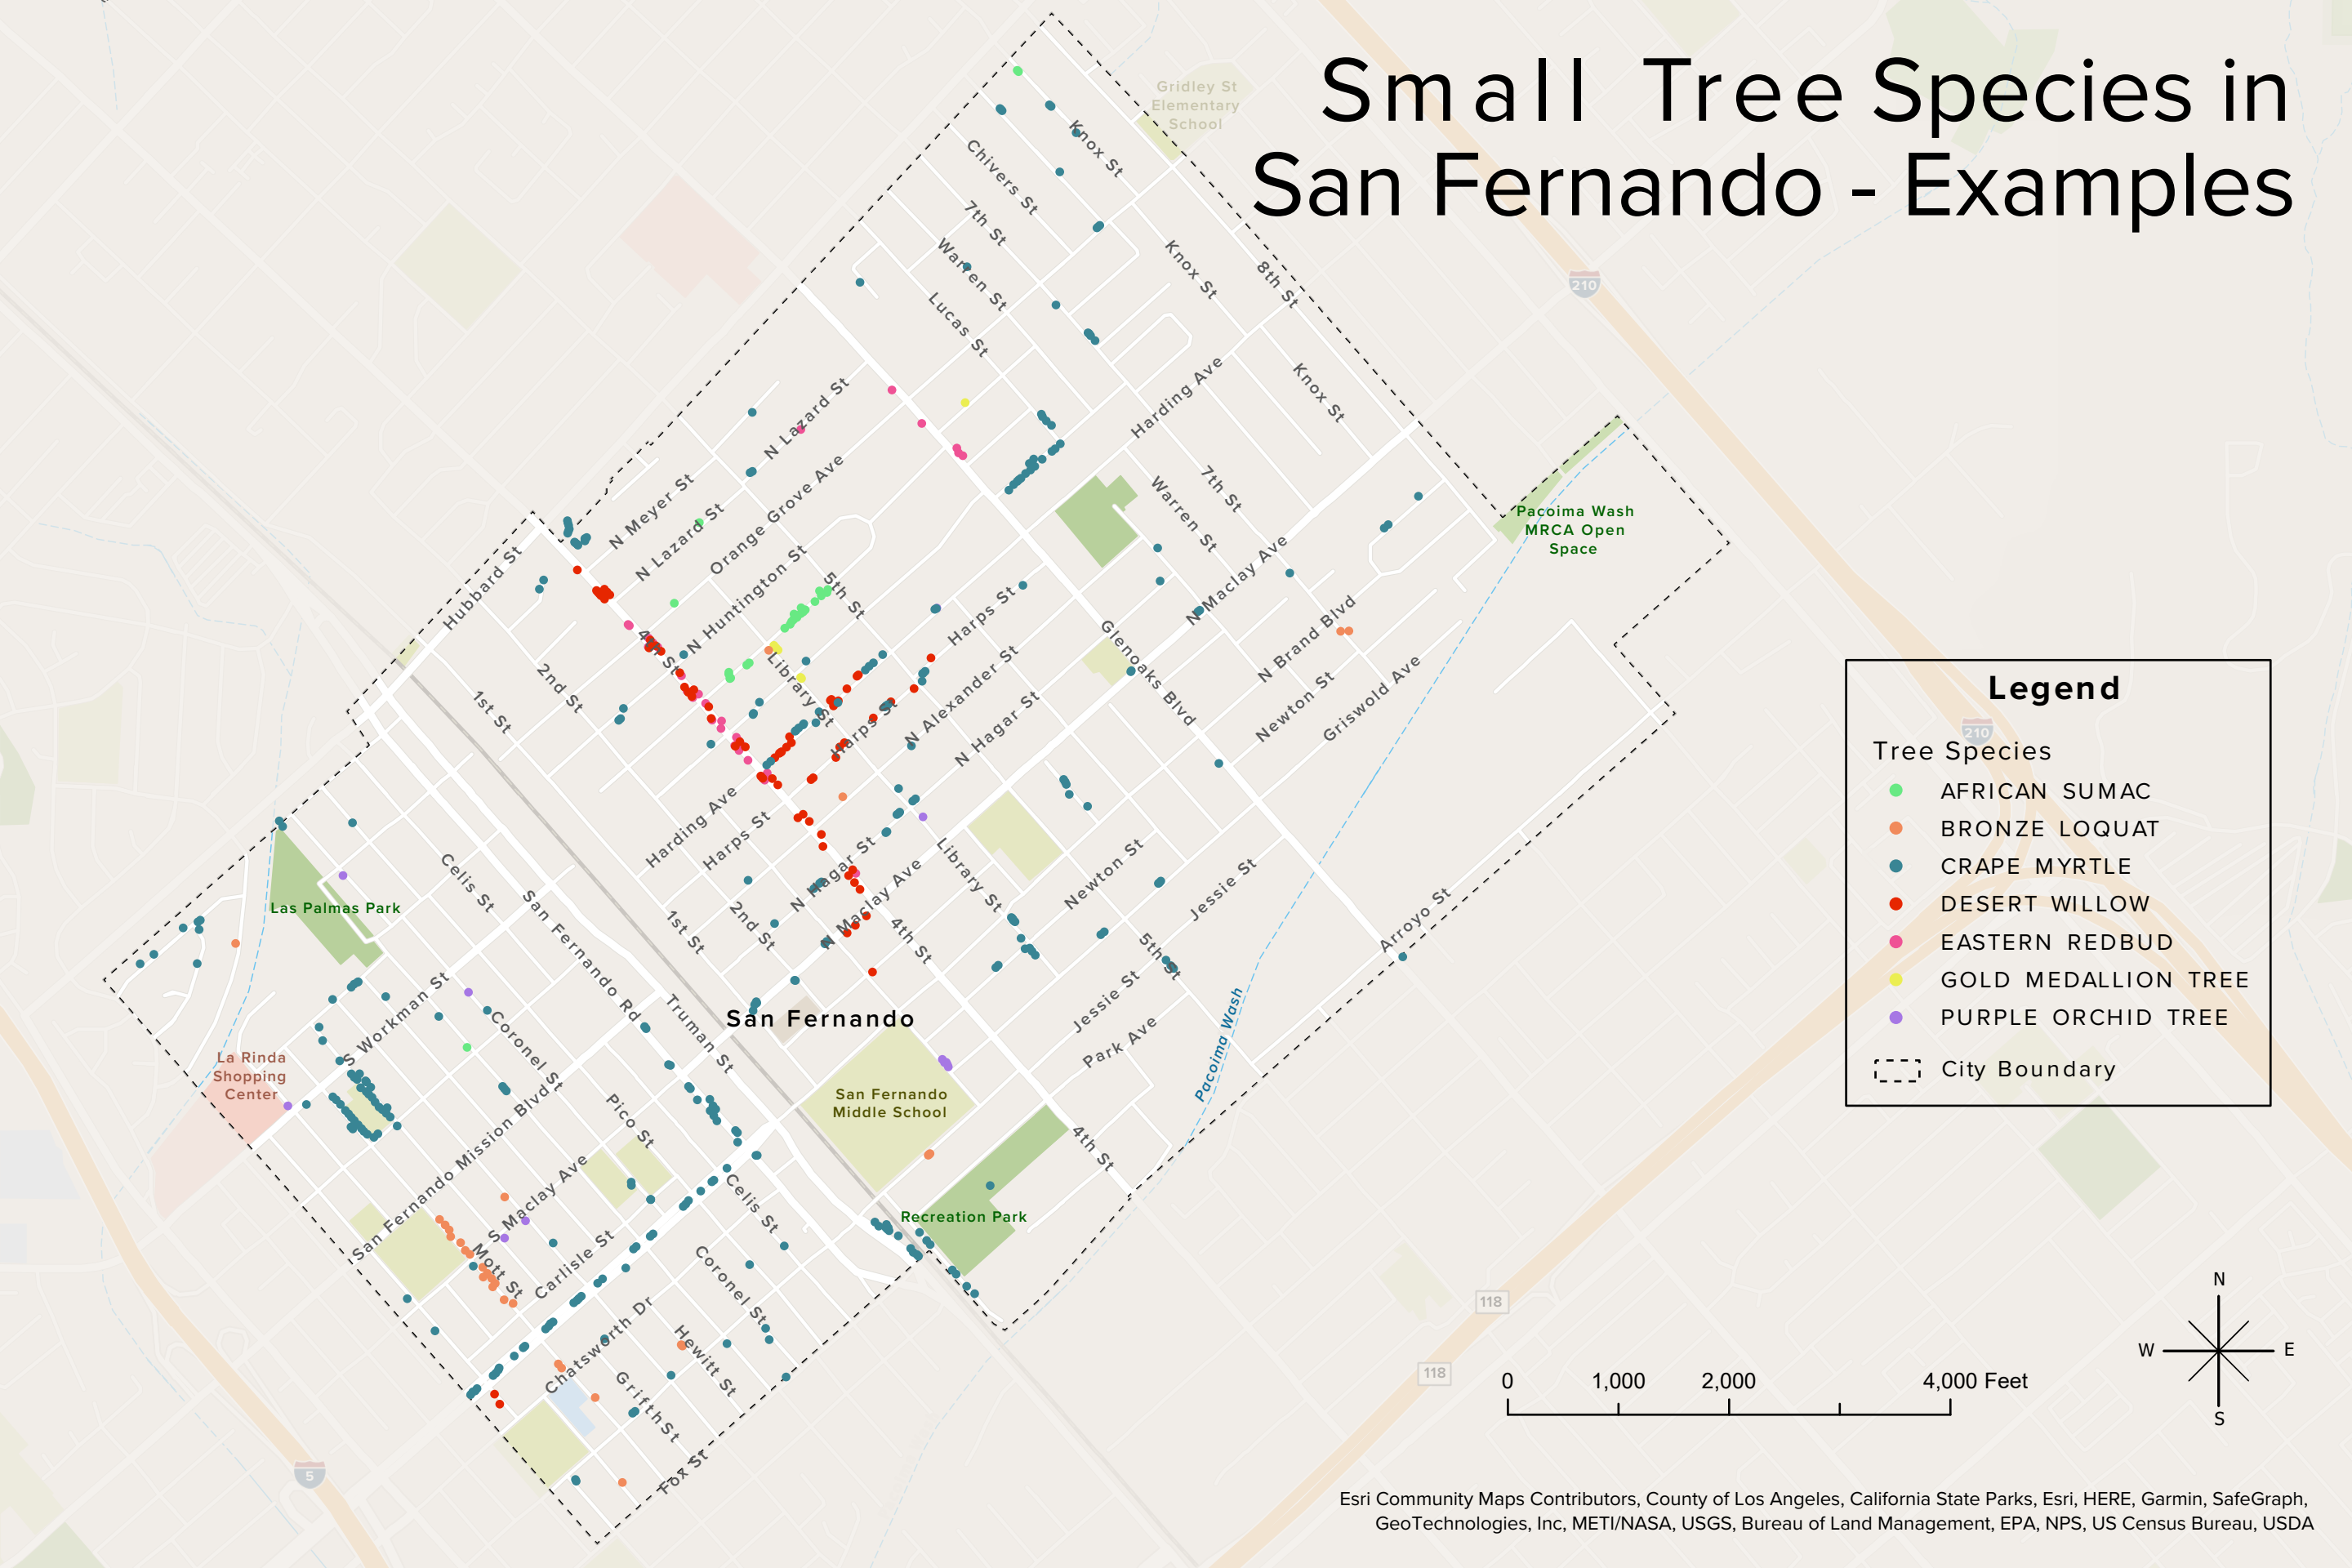 Small Tree Species in
San Fernando - Examples
Gridley St
Elementary
School
Knox St
Chivers St
7th St
Warren St
Lucas St
Knox St
8th St
210
Harding Ave
Knox St
N Lazard St
Orange Grove Ave
N Meyer St
N Lazard St
N Huntington St
5th St
7th St
Warren St
Pacoima Wash
MRCA Open
Space
Hubbard St
4th St
2nd St
1st St
Library St
Harps St
Harps St
N Alexander St
N Hagar St
Glenoaks Blvd
N Maclay Ave
N Brand Blvd
Newton St
Griswold Ave
Harding Ave
Harps St
N Hagar St
N Maclay Ave
Library St
Newton St
Jessie St
Arroyo St
Celis St
San Fernando Rd
1st St
2nd St
4th St
5th St
Las Palmas Park
S Workman St
Coronel St
Truman St
San Fernando
Jessie St
Park Ave
Pacoima Wash
La Rinda
Shopping
Center
San Fernando
Middle School
Pico St
San Fernando Mission Blvd
S Maclay Ave
Mott St
Carlisle St
Celis St
Coronel St
4th St
Recreation Park
Chatsworth Dr
Hewitt St
Grifth St
Fox St
5
118
118
210
Legend
Tree Species
AFRICAN SUMAC
BRONZE LOQUAT
CRAPE MYRTLE
DESERT WILLOW
EASTERN REDBUD
GOLD MEDALLION TREE
PURPLE ORCHID TREE
City Boundary
N
W E
S
0 1,000 2,000 4,000 Feet
Esri Community Maps Contributors, County of Los Angeles, California State Parks, Esri, HERE, Garmin, SafeGraph,
GeoTechnologies, Inc, METI/NASA, USGS, Bureau of Land Management, EPA, NPS, US Census Bureau, USDA